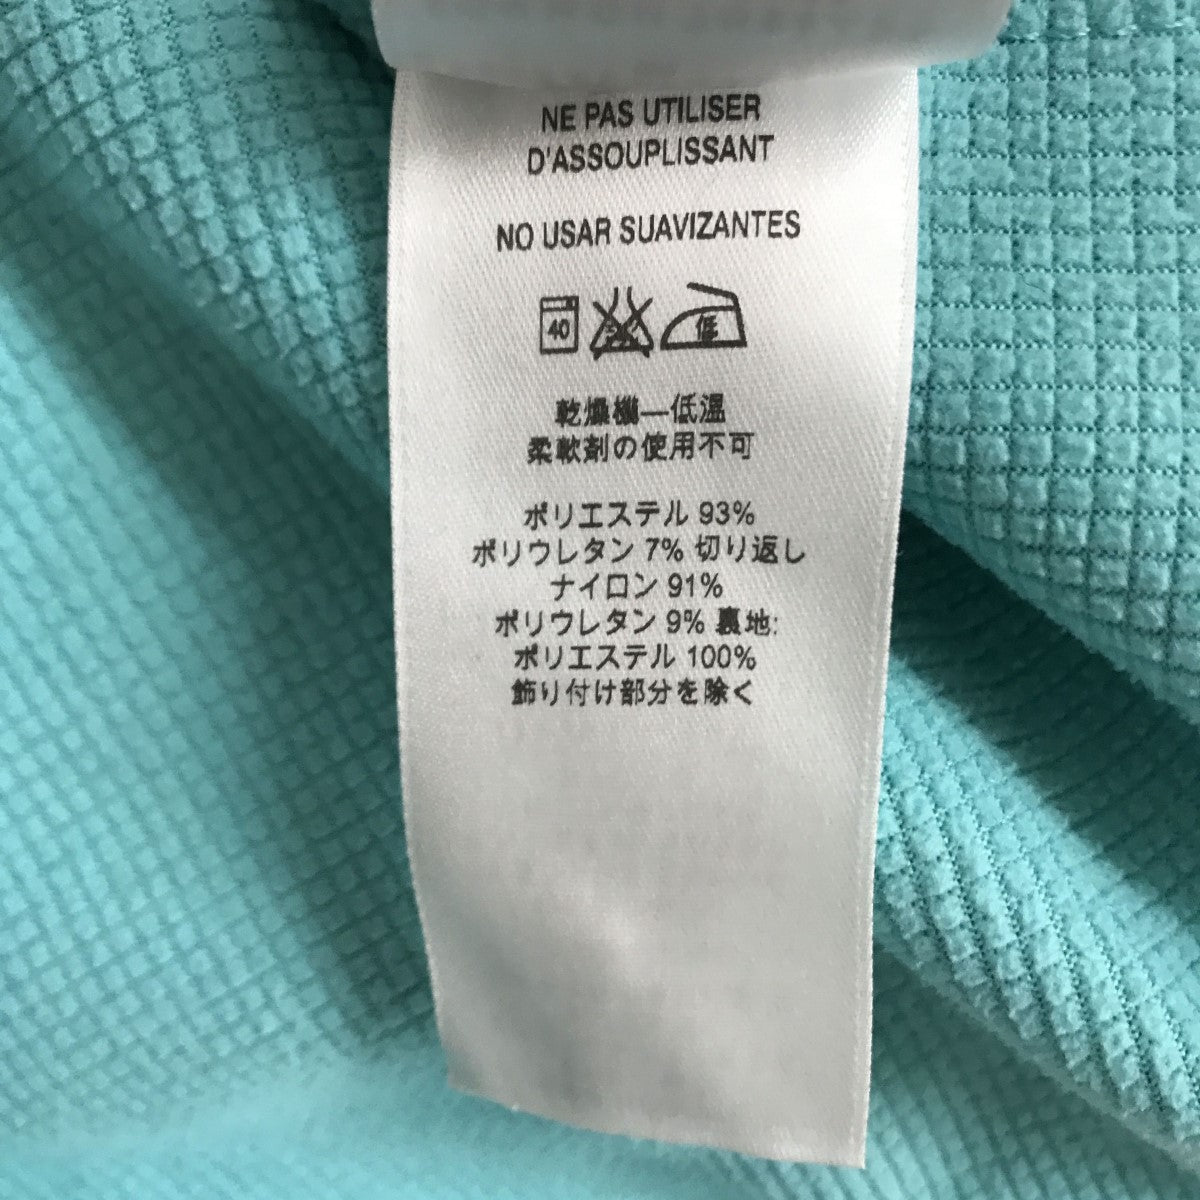 NE PAS UTILISER
D'ASSOUPLISSANT
NO USAR SUAVIZANTES
40 低
乾燥機—低温
柔軟剤の使用不可
ポリエステル 93%
ポリウレタン 7% 切り返し
ナイロン 91%
ポリウレタン 9% 裏地:
ポリエステル 100%
飾り付け部分を除く